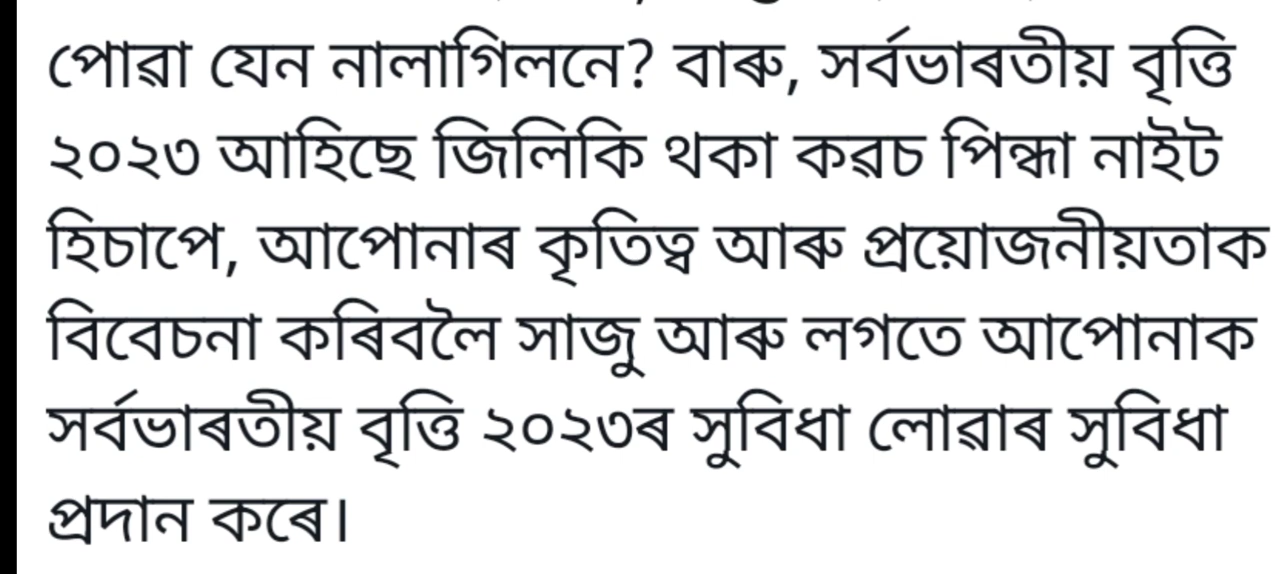 পোৱা যেন নালাগিলনে? বাৰু, সৰ্বভাৰতীয় বৃত্তি
২০২৩ আহিছে জিলিকি থকা কৱচ পিন্ধা নাইট
হিচাপে, আপোনাৰ কৃতিত্ব আৰু প্ৰয়োজনীয়তাক
বিবেচনা কৰিবলৈ সাজু আৰু লগতে আপোনাক
সৰ্বভাৰতীয় বৃত্তি ২০২৩ৰ সুবিধা লোৱাৰ সুবিধা
প্ৰদান কৰে।